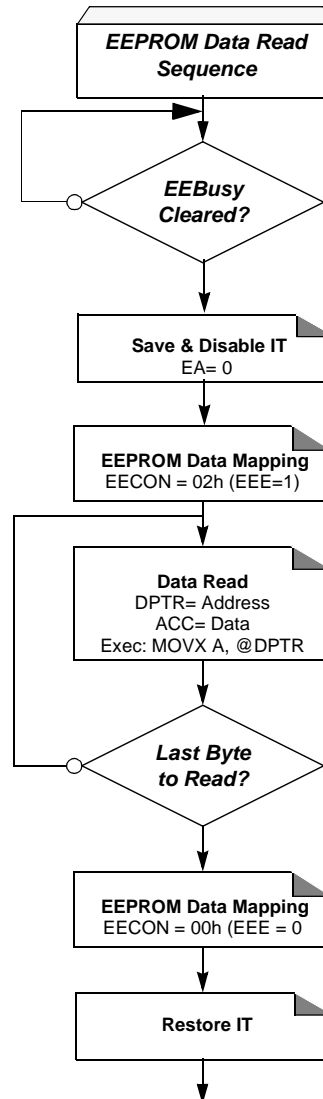 EEPROM Data Read
Sequence
EEBusy
Cleared?
Save & Disable IT
EA= 0
EEPROM Data Mapping
EECON = 02h (EEE=1)
Data Read
DPTR= Address
ACC= Data
Exec: MOVX A, @DPTR
Last Byte
to Read?
EEPROM Data Mapping
EECON = 00h (EEE = 0
Restore IT